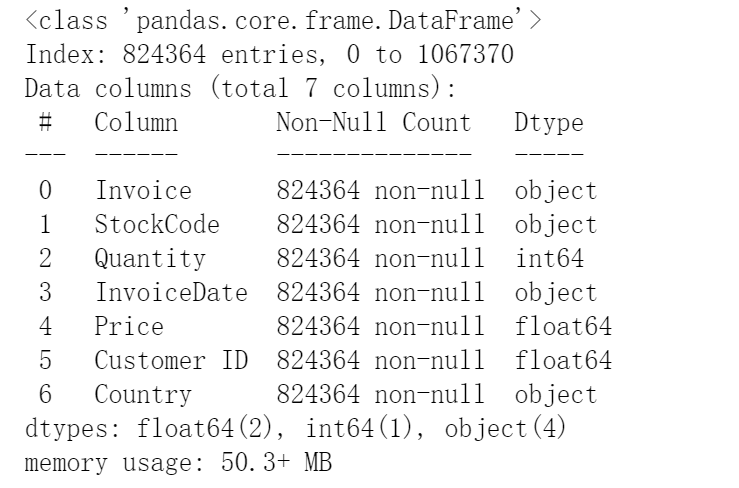 <class 'pandas.core.frame.DataFrame'>
Index: 824364 entries, 0 to 1067370
Data columns (total 7 columns):
 #   Column       Non-Null Count   Dtype
---  ------       --------------   -----
 0   Invoice      824364 non-null  object
 1   StockCode    824364 non-null  object
 2   Quantity     824364 non-null  int64
 3   InvoiceDate  824364 non-null  object
 4   Price        824364 non-null  float64
 5   Customer ID  824364 non-null  float64
 6   Country      824364 non-null  object
dtypes: float64(2), int64(1), object(4)
memory usage: 50.3+ MB